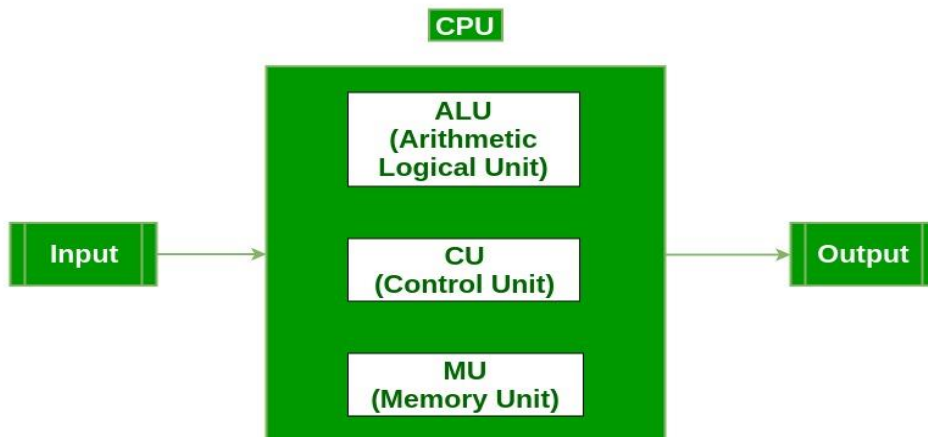 CPU
ALU
(Arithmetic
Logical Unit)
Input
CU
(Control Unit)
Output
MU
(Memory Unit)